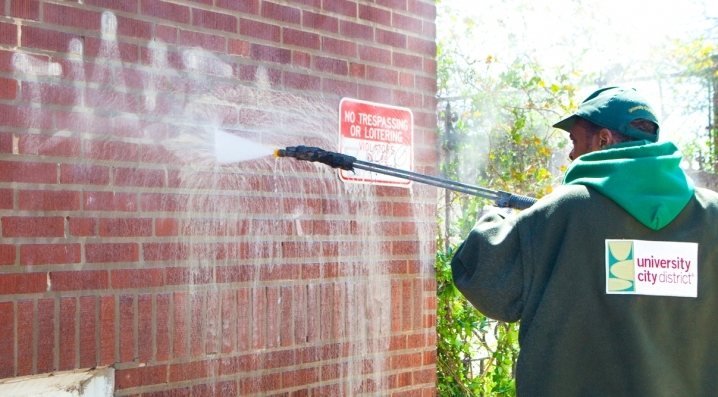 NO TRESPASSING
OR LOITERING
university
city district